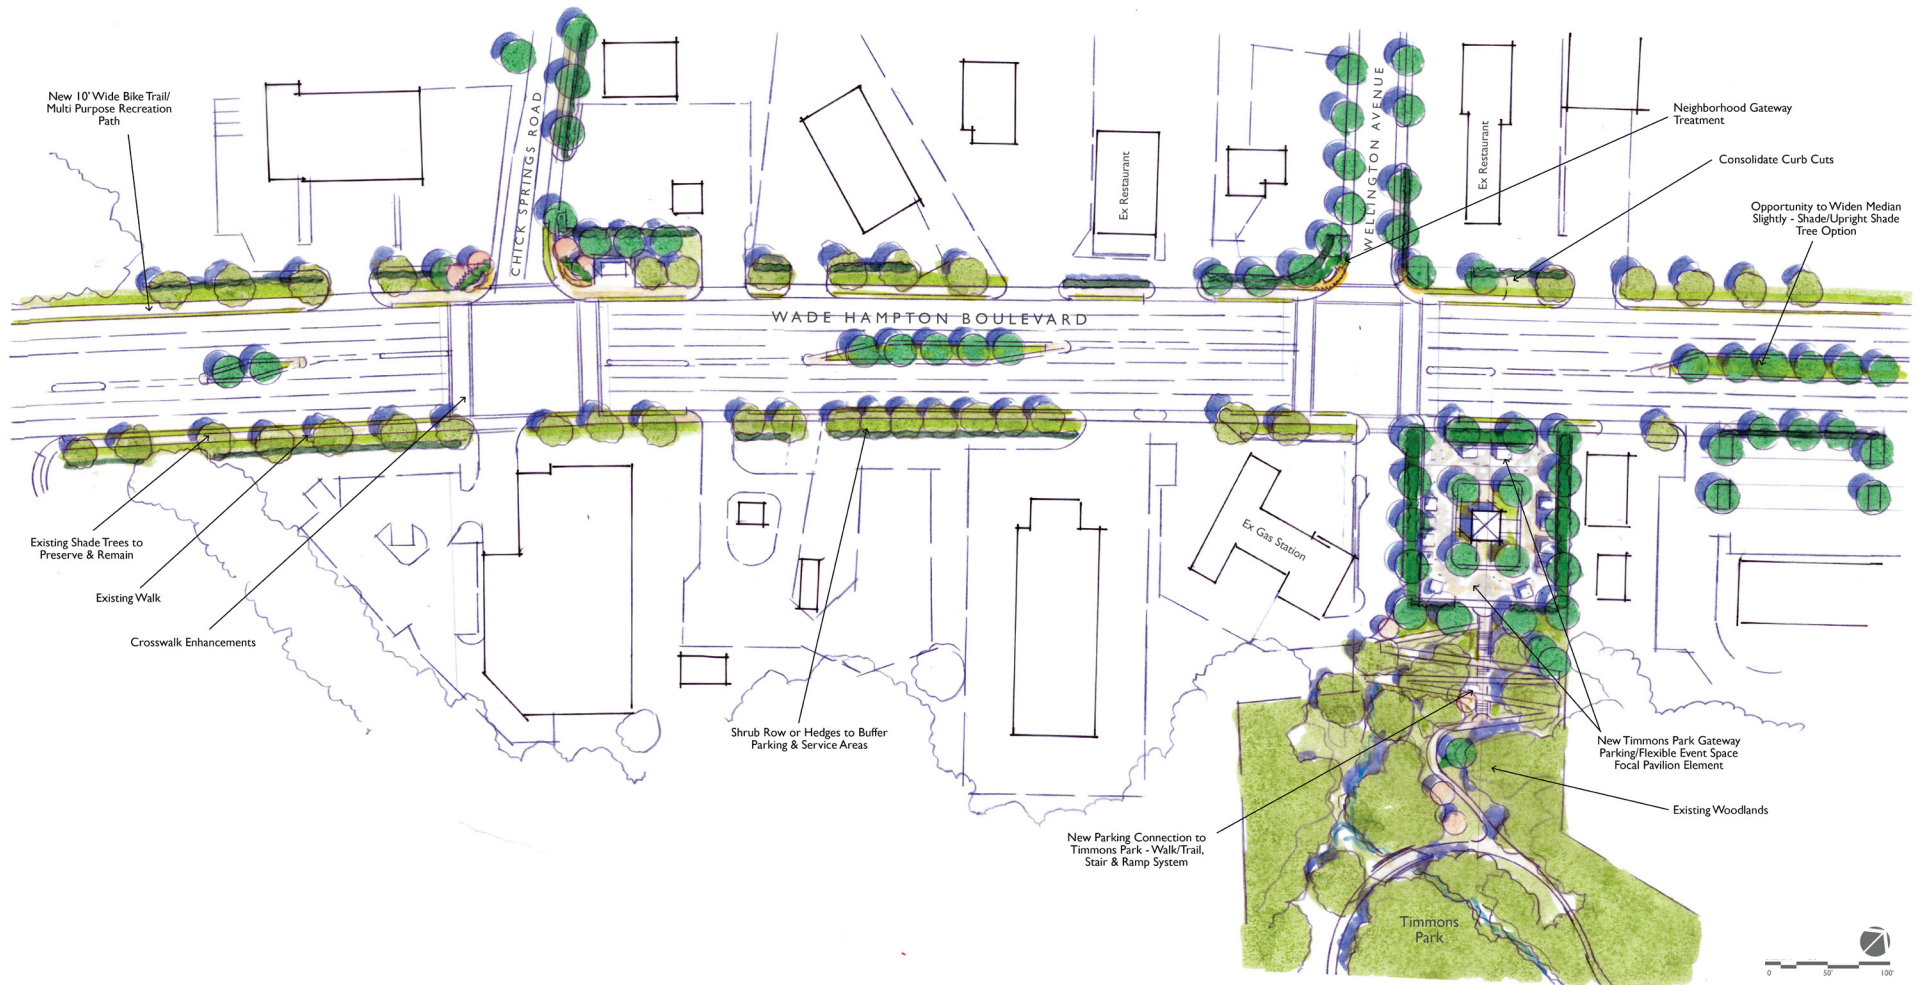 New 10' Wide Bike Trail/
Multi Purpose Recreation
Path
CHICK SPRINGS ROAD
Ex Restaurant
WELLINGTON AVENUE
Ex Restaurant
Neighborhood Gateway
Treatment
Consolidate Curb Cuts
Opportunity to Widen Median
Slightly - Shade/Upright Shade
Tree Option
WADE HAMPTON BOULEVARD
Existing Shade Trees to
Preserve & Remain
Existing Walk
Crosswalk Enhancements
Ex Gas Station
Shrub Row or Hedges to Buffer
Parking & Service Areas
New Timmons Park Gateway
Parking/Flexible Event Space
Focal Pavilion Element
Existing Woodlands
New Parking Connection to
Timmons Park - Walk/Trail,
Stair & Ramp System
Timmons
Park
0 50' 100'